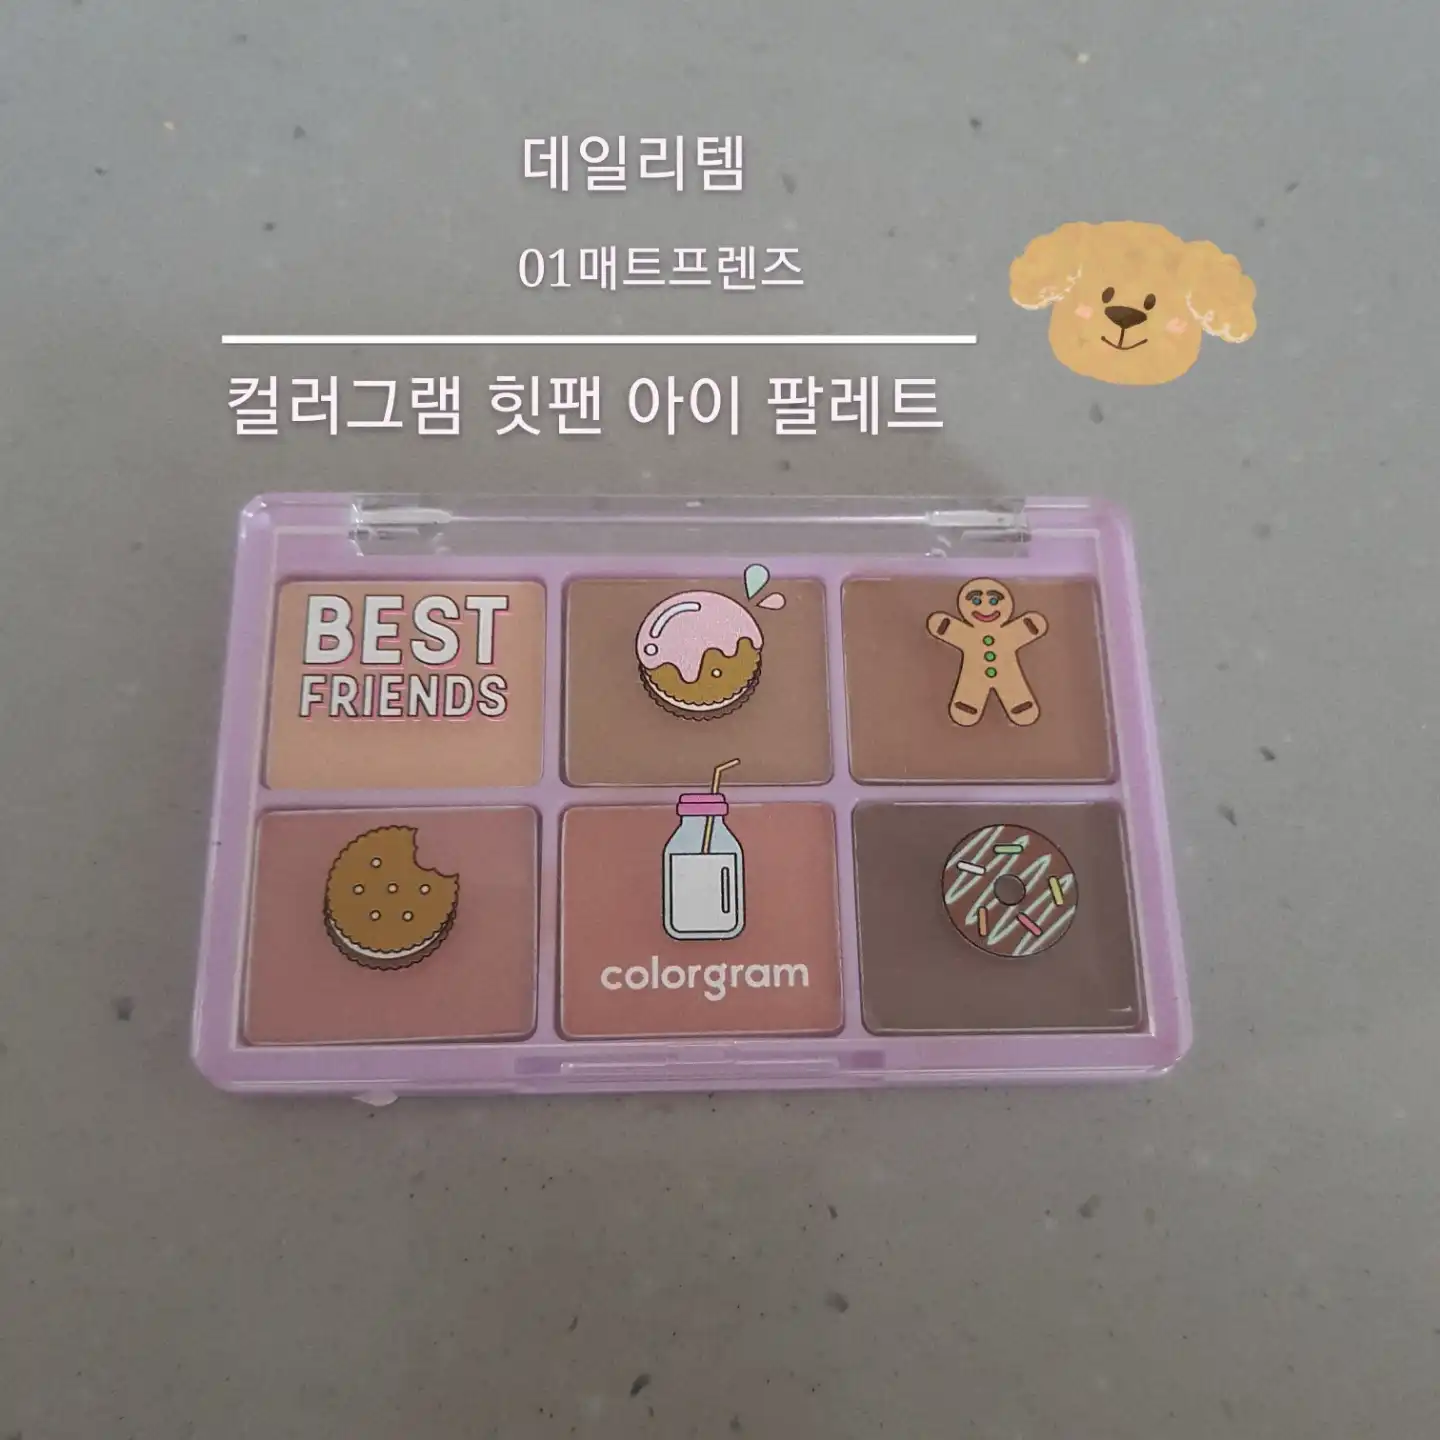 데일리템
01매트프렌즈
컬러그램 힛팬 아이 팔레트
BEST
FRIENDS
colorgram